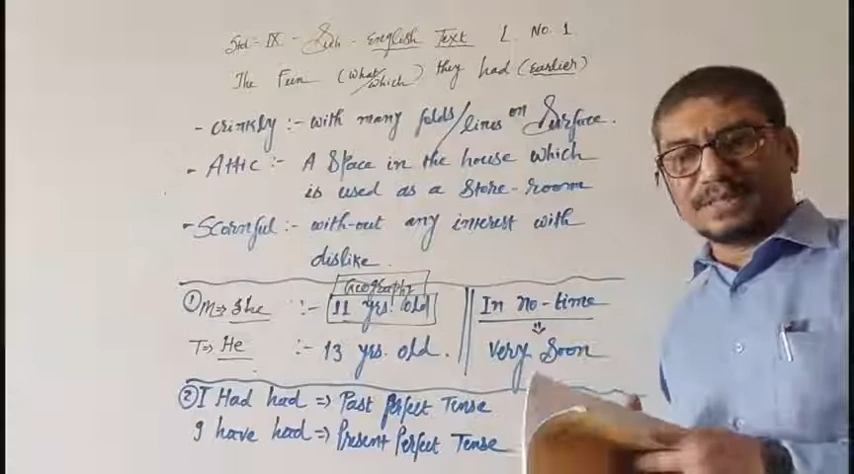 Std - IX - Sub - English Text L. No. 1
The Fun (What/Which) they had (Earlier)
- Crinkly :- with many folds/lines on Surface.
- Attic :- A Space in the house which
is used as a Store-room
- Scornful :- with-out any interest with
dislike.
Geography
① M => She :- 11 yrs. old
T => He :- 13 yrs. old.
In no-time
⇓
Very Soon
② I Had had => Past Perfect Tense
I have had => Present Perfect Tense